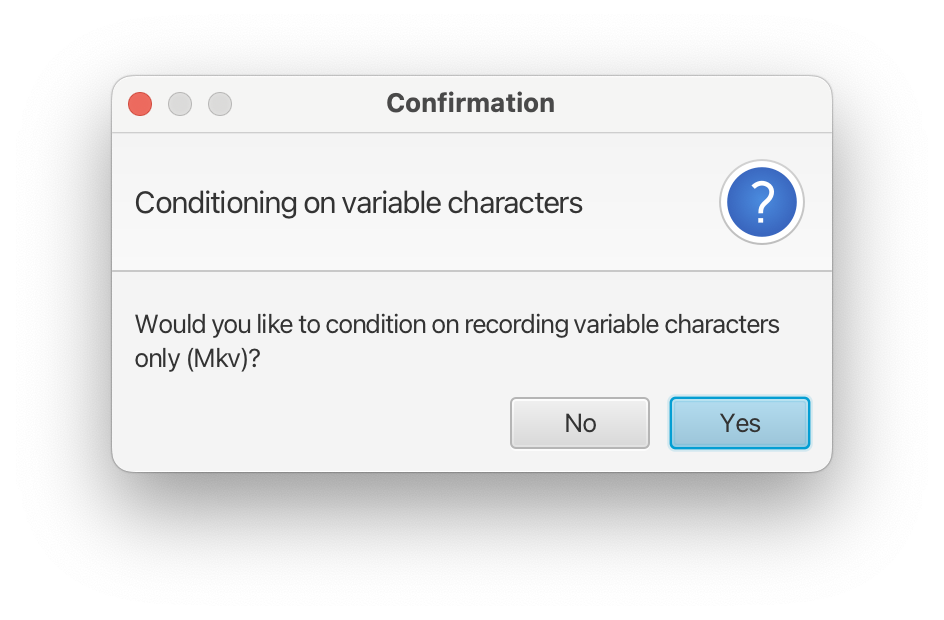 Confirmation
Conditioning on variable characters
?
Would you like to condition on recording variable characters
only (Mkv)?
No
Yes